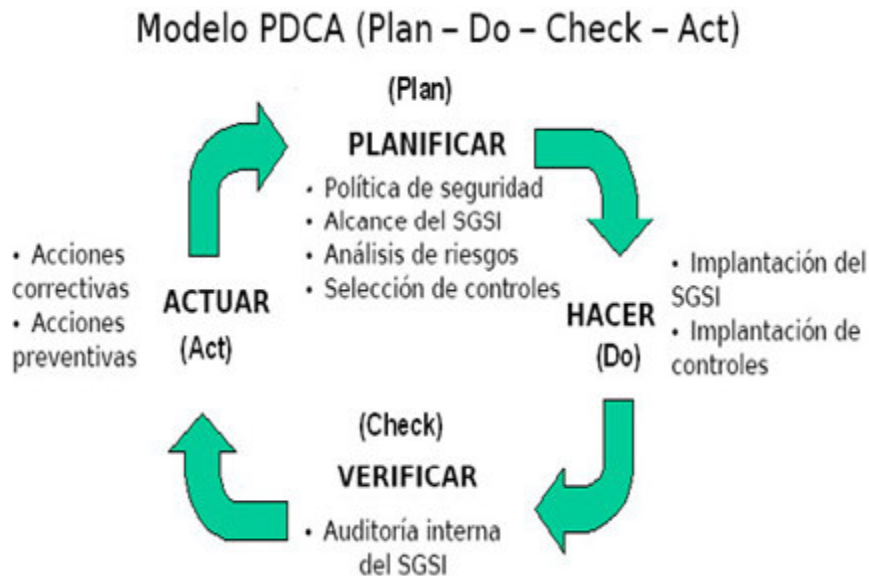 Modelo PDCA (Plan – Do – Check – Act)
(Plan)
PLANIFICAR
• Política de seguridad
• Alcance del SGSI
• Análisis de riesgos
• Selección de controles
HACER
(Do)
• Implantación del
SGSI
• Implantación de
controles
(Check)
VERIFICAR
• Auditoría interna
del SGSI
ACTUAR
(Act)
• Acciones
correctivas
• Acciones
preventivas